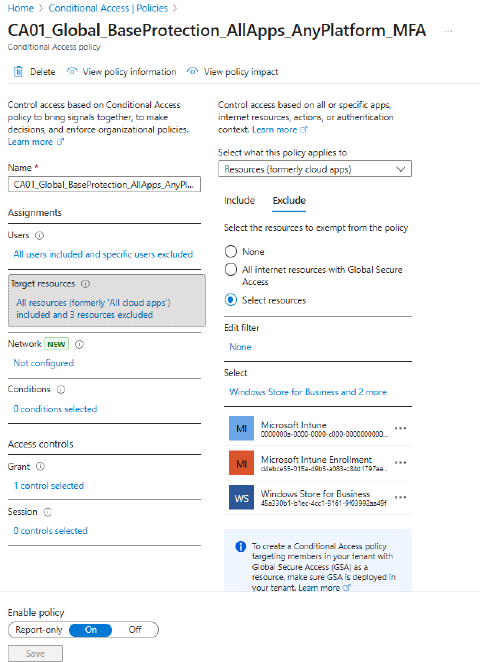 Home > Conditional Access | Policies >
CA01_Global_BaseProtection_AllApps_AnyPlatform_MFA ...
Conditional Access policy
Delete View policy information View policy impact
Control access based on Conditional Access
policy to bring signals together, to make
decisions, and enforce organizational policies.
Learn more
Name *
CA01_Global_BaseProtection_AllApps_AnyPl...
Assignments
Users
All users included and specific users excluded
Target resources
All resources (formerly 'All cloud apps')
included and 3 resources excluded
Network NEW
Not configured
Conditions
0 conditions selected
Access controls
Grant
1 control selected
Session
0 controls selected
Control access based on all or specific apps,
internet resources, actions, or authentication
context. Learn more
Select what this policy applies to
Resources (formerly cloud apps)
Include Exclude
Select the resources to exempt from the policy
None
All internet resources with Global Secure
Access
Select resources
Edit filter
None
Select
Windows Store for Business and 2 more
MI Microsoft Intune
0000000a-0000-0000-c000-0000000000...
MI Microsoft Intune Enrollment
WS Windows Store for Business
45a330b1-b1ec-4cc1-9161-9f03992aa49f
To create a Conditional Access policy
targeting members in your tenant with
Global Secure Access (GSA) as a
resource, make sure GSA is deployed in
your tenant. Learn more
Enable policy
Report-only On Off
Save